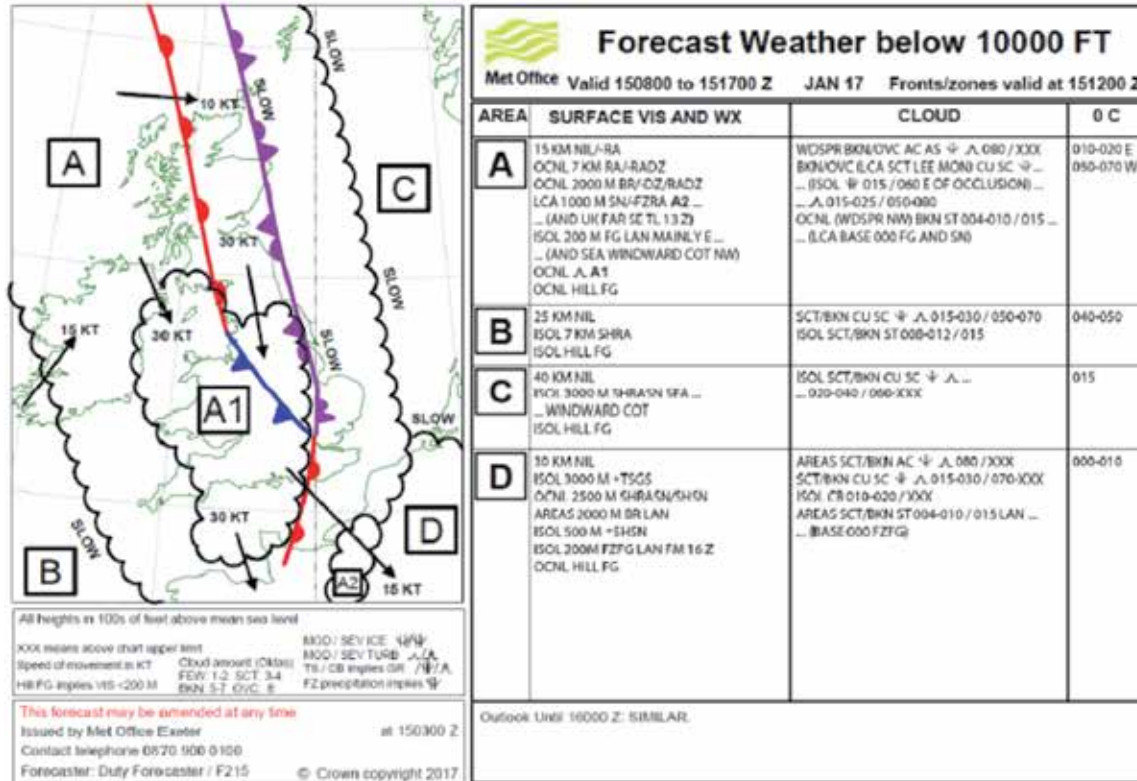 A
10 KT
SLOW
SLOW
C
30 KT
SLOW
SLOW
15 KT
30 KT
A1
SLOW
SLOW
SLOW
30 KT
D
B
A2
15 KT
All heights in 100s of feet above mean sea level
XXX means above chart upper limit
Speed of movement in KT
Hill FG implies VIS <200 M
Cloud amount (Oktas)
FEW: 1-2 SCT: 3-4
BKN: 5-7 OVC: 8
MOD / SEV ICE
MOD / SEV TURB
TS / CB implies GR
FZ precipitation implies
This forecast may be amended at any time
Issued by Met Office Exeter at 150300 Z
Contact telephone 0870 900 0100
Forecaster: Duty Forecaster / F215 © Crown copyright 2017
Met Office
Forecast Weather below 10000 FT
Valid 150800 to 151700 Z JAN 17 Fronts/zones valid at 151200 Z
AREA SURFACE VIS AND WX CLOUD 0 C
A
15 KM NIL/-RA
OCNL 7 KM RA/-RADZ
OCNL 2000 M BR/-DZ/RADZ
LCA 1000 M SN/-FZRA A2 ...
... (AND UK FAR SE TL 13 Z)
ISOL 200 M FG LAN MAINLY E ...
... (AND SEA WINDWARD COT NW)
OCNL A1
OCNL HILL FG
WDSPR BKN/OVC AC AS 080 / XXX
BKN/OVC (LCA SCT LEE MON) CU SC ...
... (ISOL 015 / 060 E OF OCCLUSION) ...
... 015-025 / 050-080
OCNL (WDSPR NW) BKN ST 004-010 / 015 ...
... (LCA BASE 000 FG AND SN)
010-020 E
050-070 W
B
25 KM NIL
ISOL 7 KM SHRA
ISOL HILL FG
SCT/BKN CU SC 015-030 / 050-070
ISOL SCT/BKN ST 008-012 / 015
040-050
C
40 KM NIL
ISOL 3000 M SHRASN SEA ...
... WINDWARD COT
ISOL HILL FG
ISOL SCT/BKN CU SC ...
... 020-040 / 060-XXX
015
D
30 KM NIL
ISOL 3000 M +TSGS
OCNL 2500 M SHRASN/SHSN
AREAS 2000 M BR LAN
ISOL 500 M +SHSN
ISOL 200M FZFG LAN FM 16 Z
OCNL HILL FG
AREAS SCT/BKN AC 080 / XXX
SCT/BKN CU SC 015-030 / 070-XXX
ISOL CB 010-020 / XXX
AREAS SCT/BKN ST 004-010 / 015 LAN ...
... (BASE 000 FZFG)
000-010
Outlook Until 16000 Z: SIMILAR.